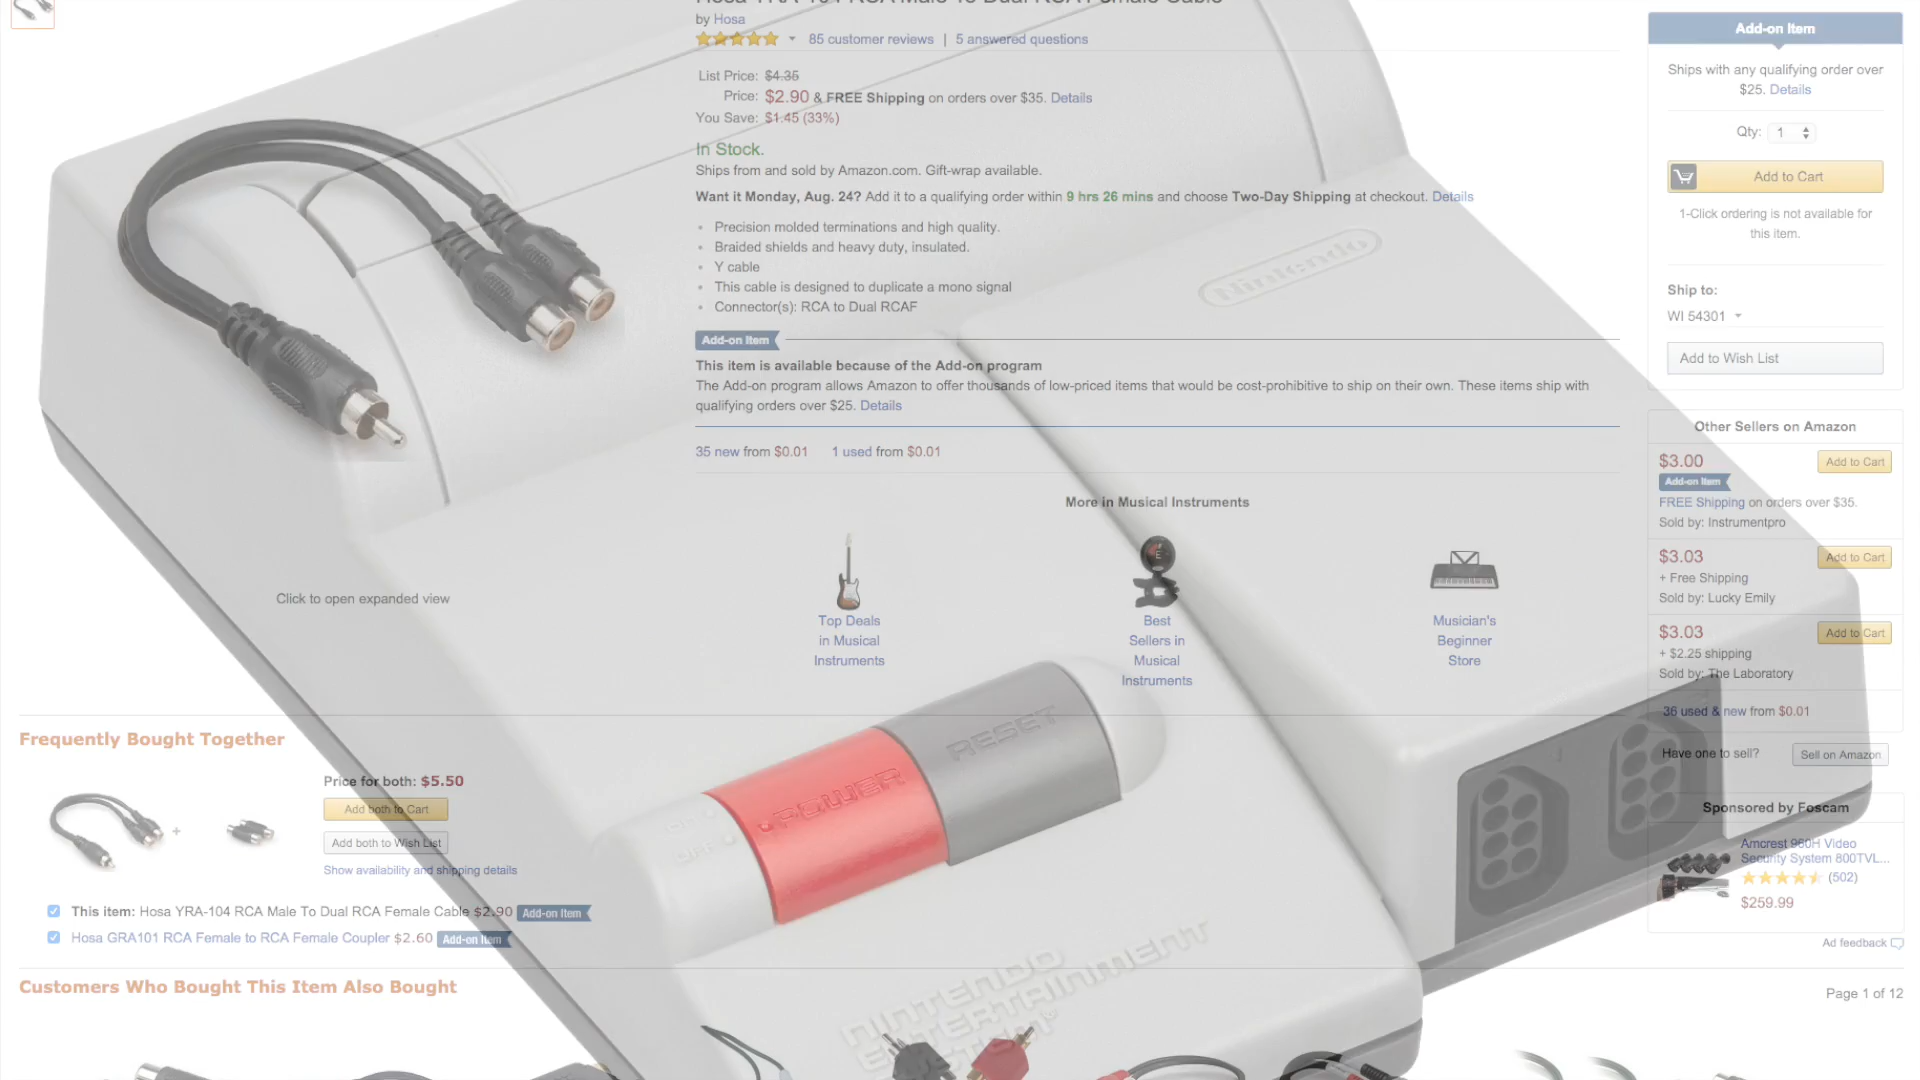 Hosa YRA-104 RCA Male To Dual RCA Female Cable
by Hosa
85 customer reviews | 5 answered questions
List Price: $4.35
Price: $2.90 & FREE Shipping on orders over $35. Details
You Save: $1.45 (33%)
In Stock.
Ships from and sold by Amazon.com. Gift-wrap available.
Want it Monday, Aug. 24? Add it to a qualifying order within 9 hrs 26 mins and choose Two-Day Shipping at checkout. Details
Precision molded terminations and high quality.
Braided shields and heavy duty, insulated.
Y cable
This cable is designed to duplicate a mono signal
Connector(s): RCA to Dual RCAF
Add-on Item
This item is available because of the Add-on program
The Add-on program allows Amazon to offer thousands of low-priced items that would be cost-prohibitive to ship on their own. These items ship with
qualifying orders over $25. Details
35 new from $0.01 1 used from $0.01
More in Musical Instruments
Top Deals
in Musical
Instruments
Best
Sellers in
Musical
Instruments
Musician's
Beginner
Store
Click to open expanded view
Add-on Item
Ships with any qualifying order over
$25. Details
Qty: 1
Add to Cart
1-Click ordering is not available for
this item.
Ship to:
WI 54301
Add to Wish List
Other Sellers on Amazon
$3.00 Add to Cart
Add-on Item
FREE Shipping on orders over $35.
Sold by: Instrumentpro
$3.03 Add to Cart
+ Free Shipping
Sold by: Lucky Emily
$3.03 Add to Cart
+ $2.25 shipping
Sold by: The Laboratory
36 used & new from $0.01
Have one to sell? Sell on Amazon
Sponsored by Foscam
Amcrest 960H Video
Security System 800TVL...
(502)
$259.99
Ad feedback
Nintendo
POWER
RESET
ON
OFF
NINTENDO
ENTERTAINMENT
SYSTEM®
Frequently Bought Together
Price for both: $5.50
Add both to Cart
Add both to Wish List
Show availability and shipping details
This item: Hosa YRA-104 RCA Male To Dual RCA Female Cable $2.90 Add-on Item
Hosa GRA101 RCA Female to RCA Female Coupler $2.60 Add-on Item
Customers Who Bought This Item Also Bought
Page 1 of 12